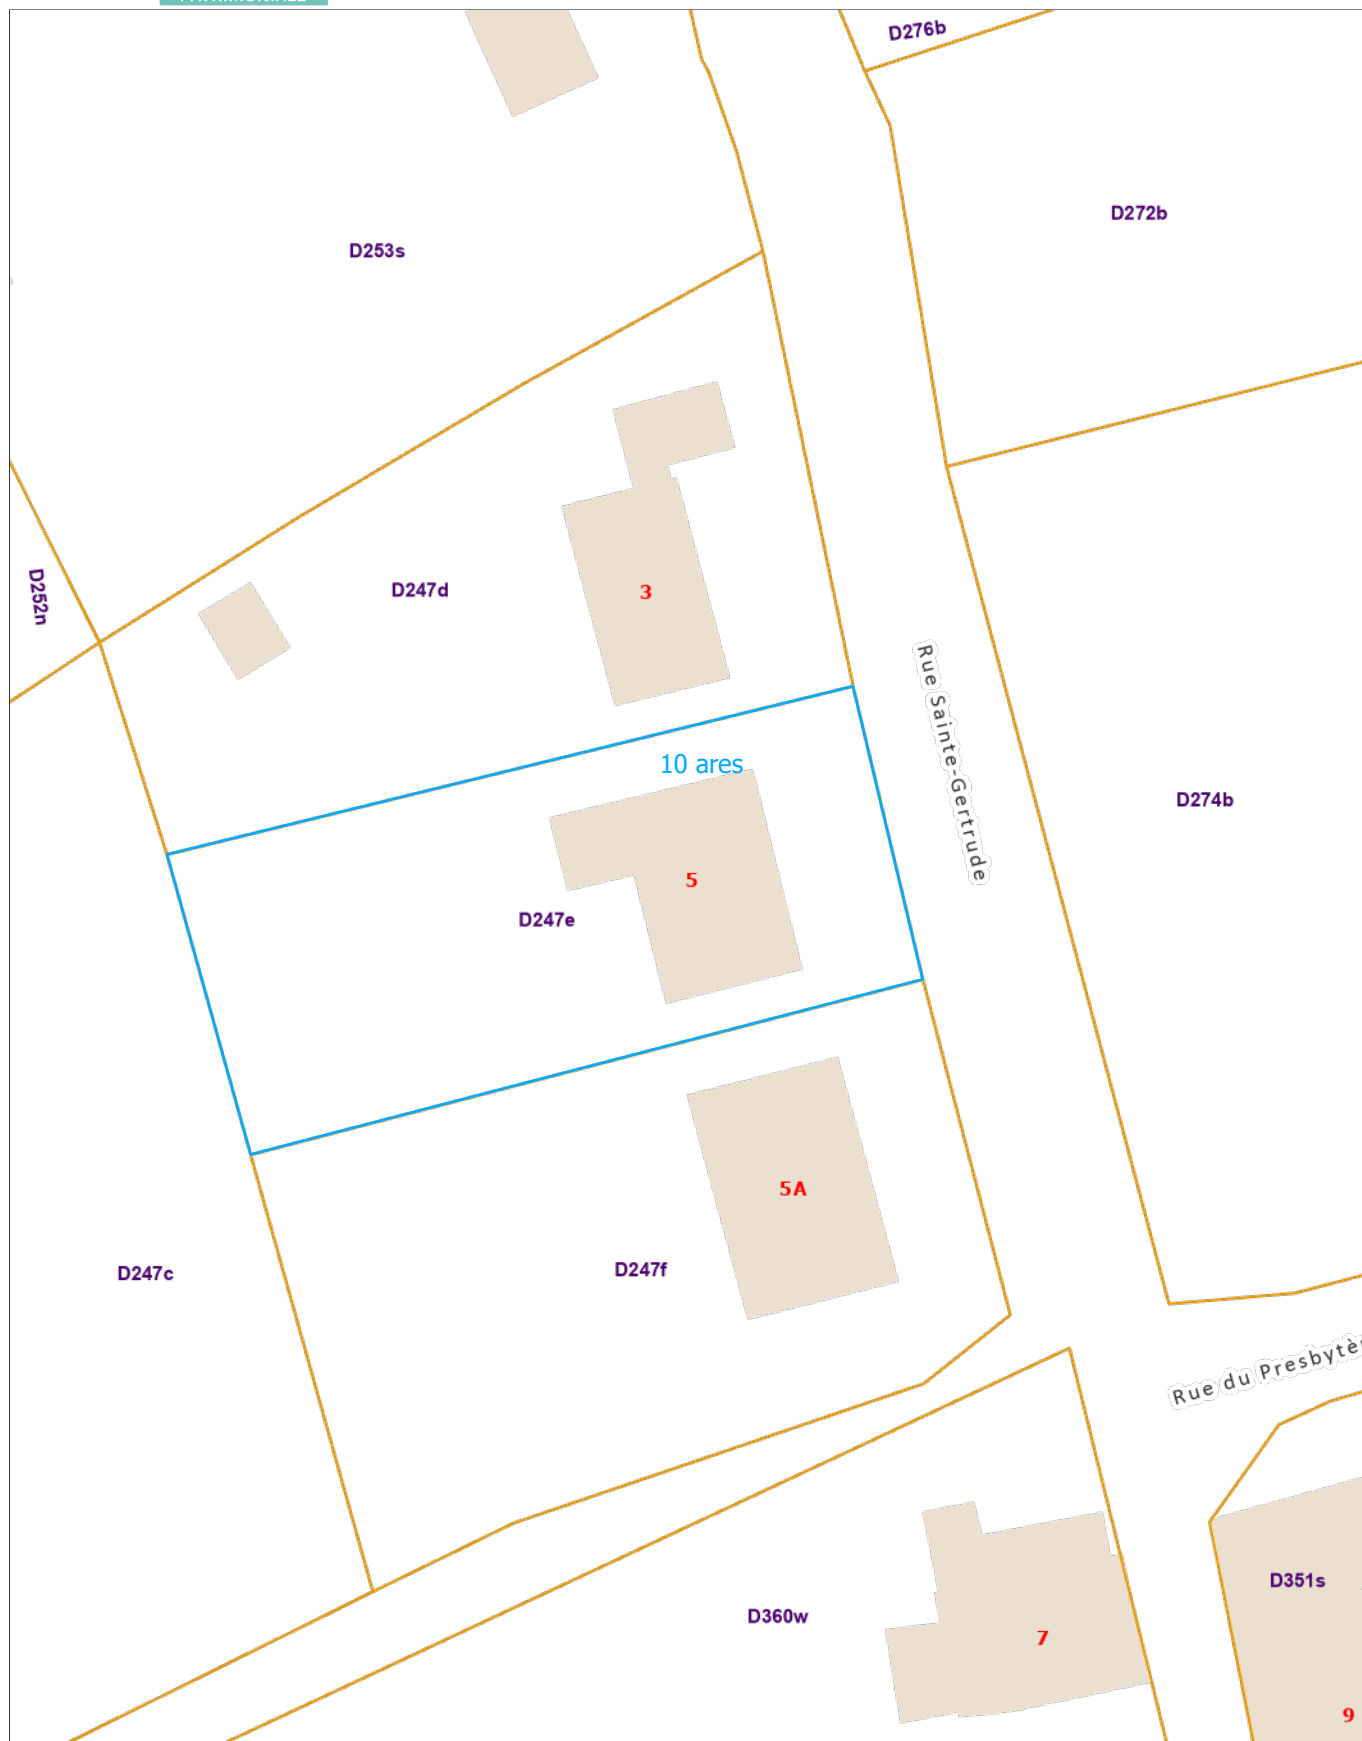 D276b
D272b
D253s
D252n
D247d
3
Rue Sainte-Gertrude
10 ares
D274b
5
D247e
5A
D247f
D247c
Rue du Presbytèr
D351s
D360w
7
9